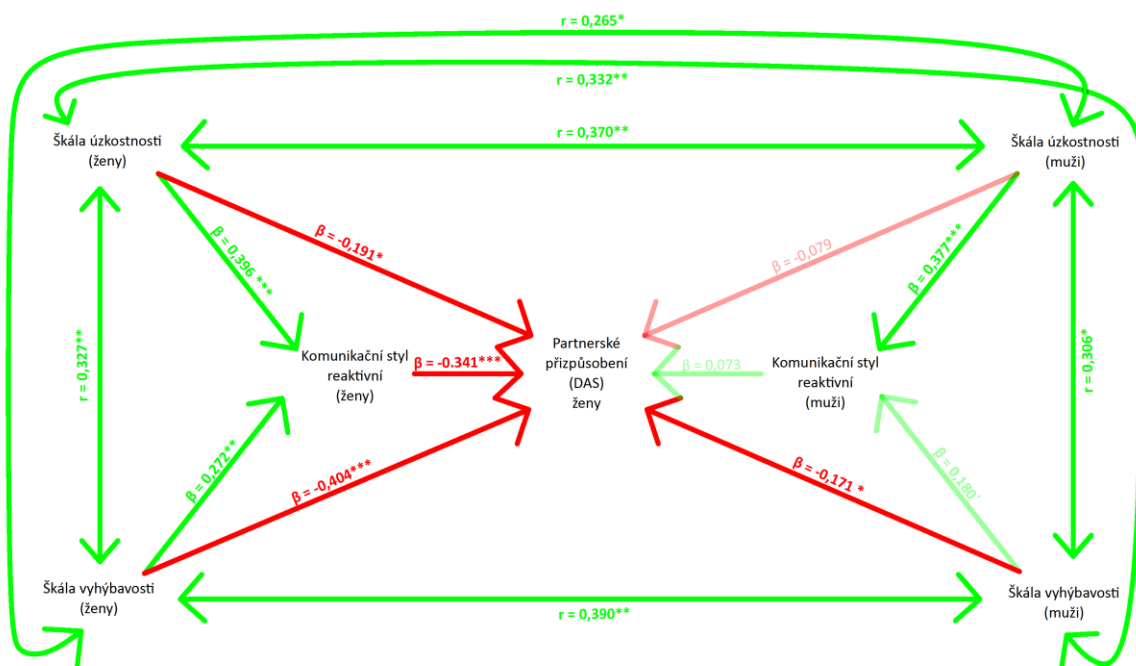 r = 0,265*
r = 0,332**
Škála úzkostnosti
(ženy)
r = 0,370**
Škála úzkostnosti
(muži)
β = 0,396 ***
β = -0,191*
β = -0,079
β = 0,377***
r = 0,327**
Komunikační styl
reaktivní
(ženy)
β = -0.341***
Partnerské
přizpůsobení
(DAS)
ženy
β = 0,073
Komunikační styl
reaktivní
(muži)
r = 0,306*
β = 0,272**
β = -0,404***
β = -0,171 *
β = 0,180˙
Škála vyhýbavosti
(ženy)
r = 0,390**
Škála vyhýbavosti
(muži)